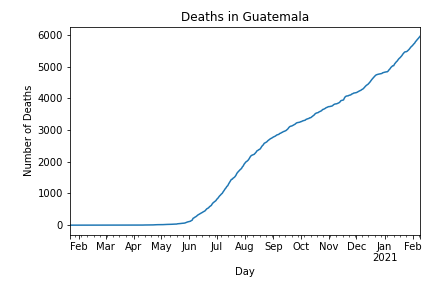 Deaths in Guatemala
Number of Deaths
6000
5000
4000
3000
2000
1000
0
Feb Mar Apr May Jun Jul Aug Sep Oct Nov Dec Jan Feb
2021
Day